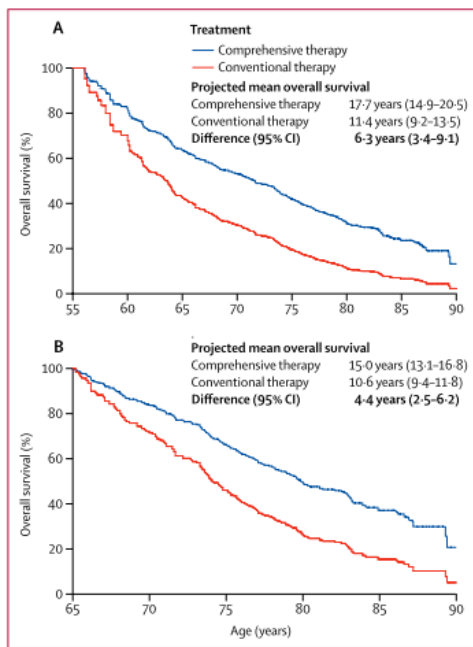 A
Treatment
Comprehensive therapy
Conventional therapy
Projected mean overall survival
Comprehensive therapy 17·7 years (14·9–20·5)
Conventional therapy 11·4 years (9·2–13·5)
Difference (95% CI) 6·3 years (3·4–9·1)
Overall survival (%)
100
80
60
40
20
0
55 60 65 70 75 80 85 90
B
Projected mean overall survival
Comprehensive therapy 15·0 years (13·1–16·8)
Conventional therapy 10·6 years (9·4–11·8)
Difference (95% CI) 4·4 years (2·5–6·2)
Overall survival (%)
100
80
60
40
20
0
65 70 75 80 85 90
Age (years)